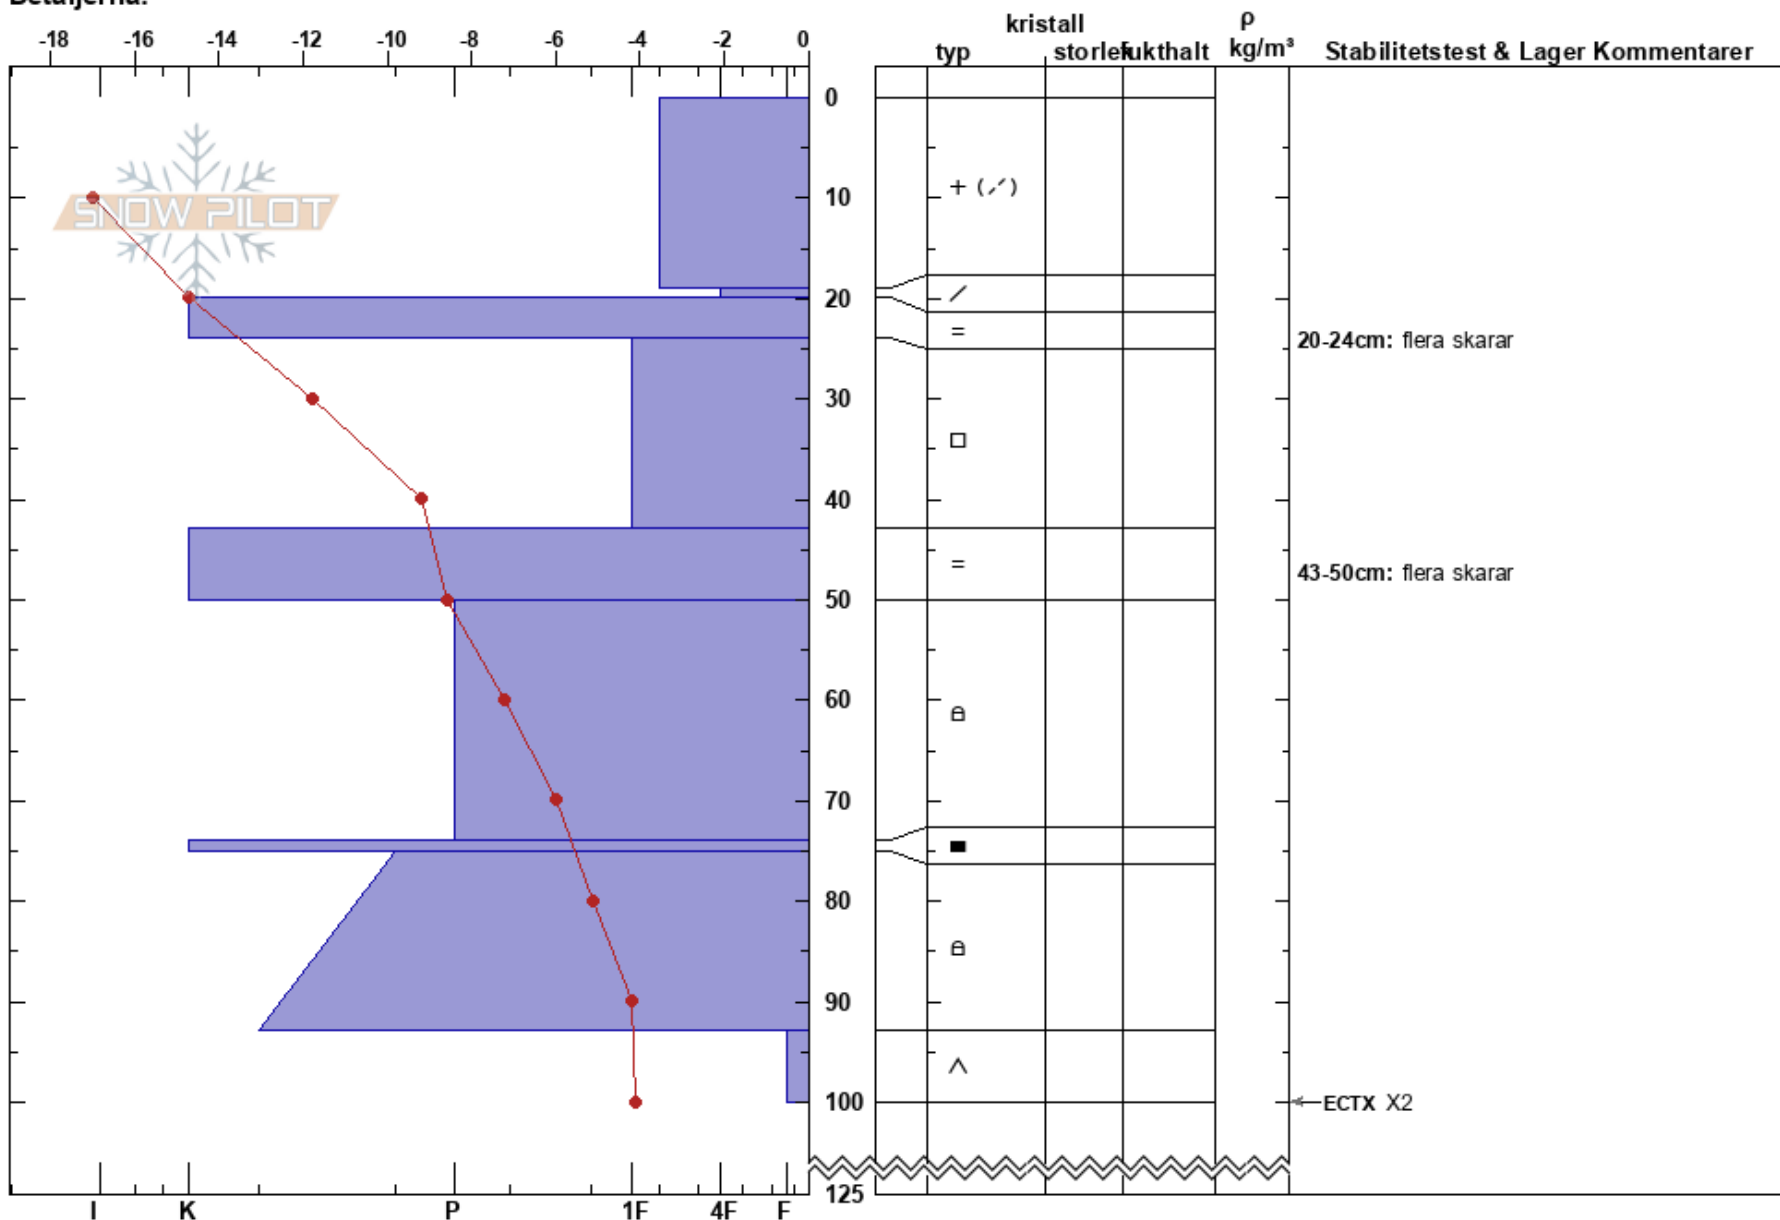 Detaljerna:
kristall ρ
-18 -16 -14 -12 -10 -8 -6 -4 -2 0 typ storlek fukthalt kg/m³ Stabilitetstest & Lager Kommentarer
0
+ (/)
10
SNOW PILOT
20 /
= 20-24cm: flera skarar
30
40
= 43-50cm: flera skarar
50
60
70
80
90
100 ECTX X2
125
I K P 1F 4F F